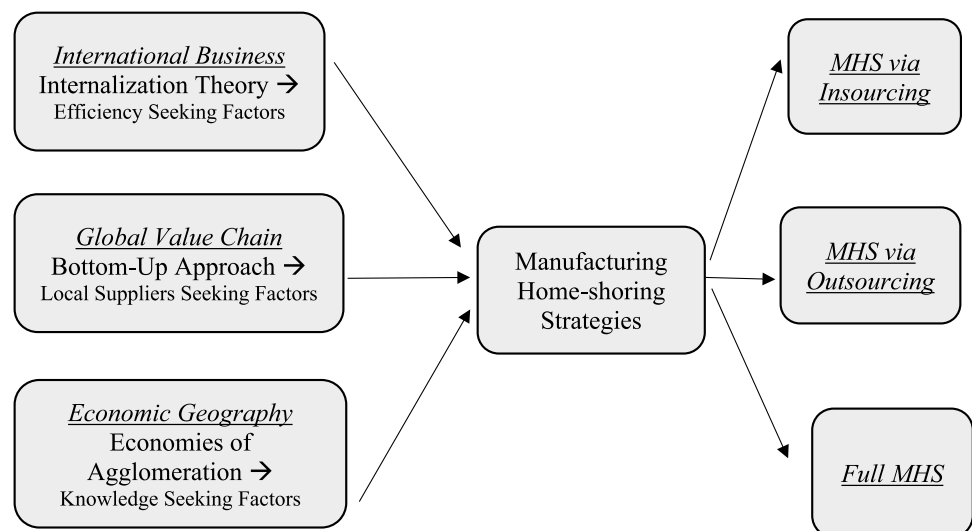 International Business
Internalization Theory →
Efficiency Seeking Factors
Global Value Chain
Bottom-Up Approach →
Local Suppliers Seeking Factors
Economic Geography
Economies of
Agglomeration →
Knowledge Seeking Factors
Manufacturing
Home-shoring
Strategies
MHS via
Insourcing
MHS via
Outsourcing
Full MHS